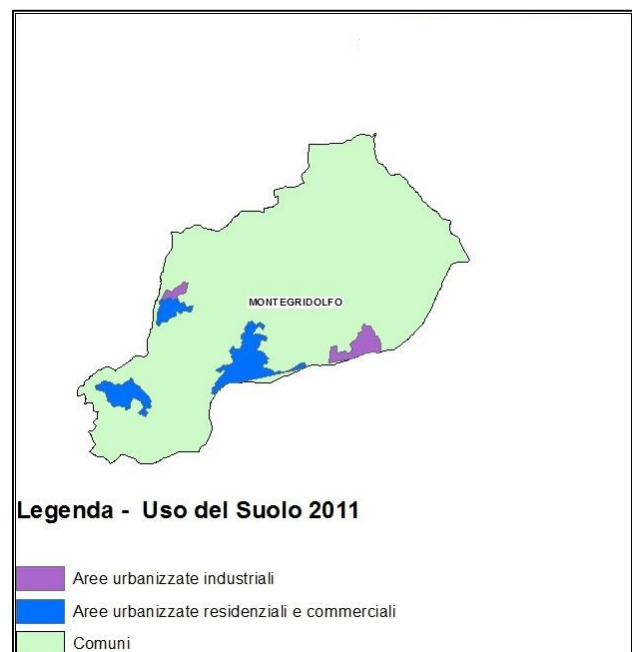 MONTEGRIDOLFO
Legenda - Uso del Suolo 2011
Aree urbanizzate industriali
Aree urbanizzate residenziali e commerciali
Comuni